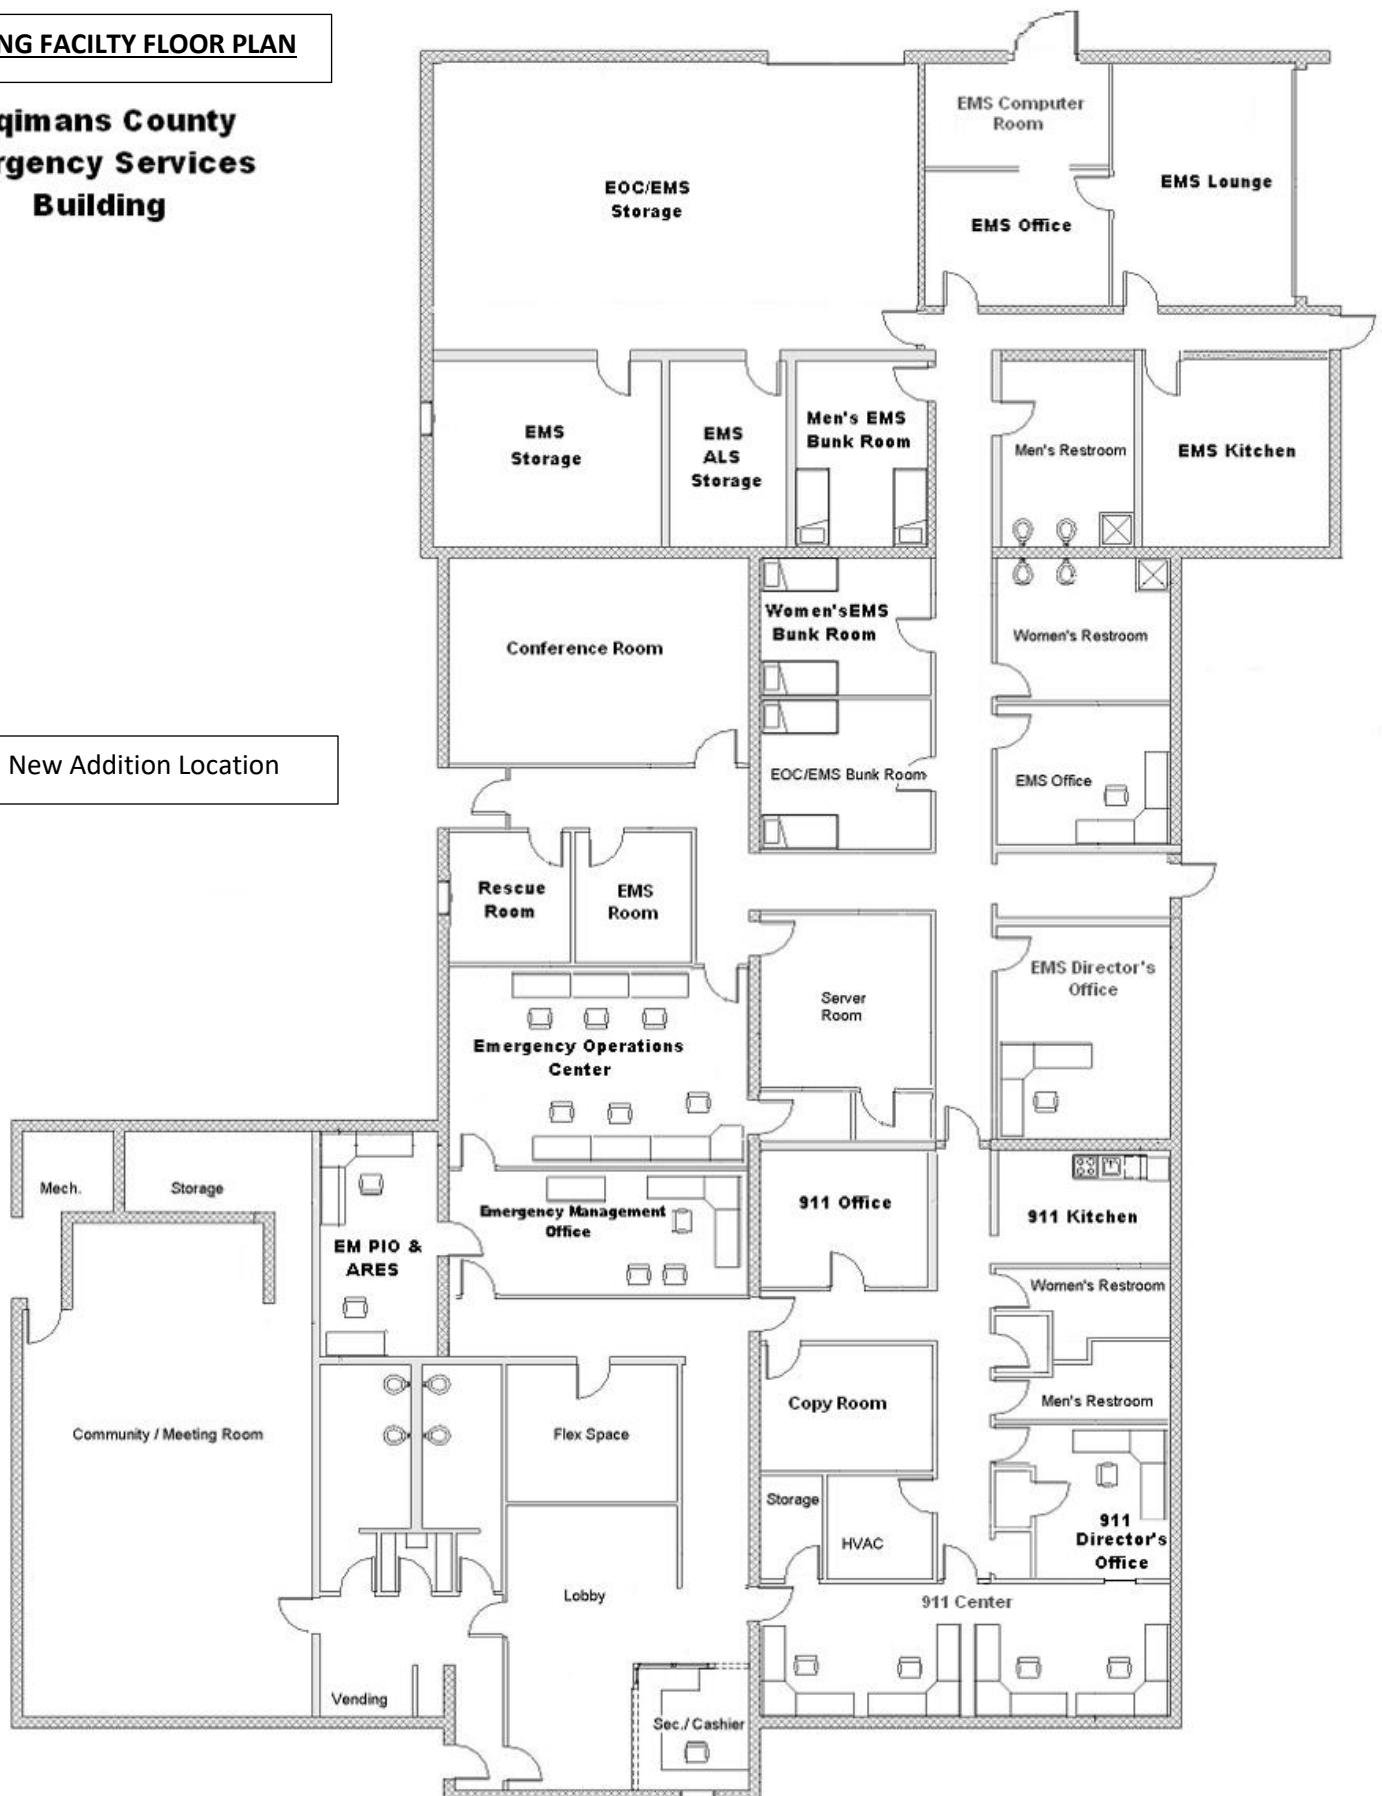 NG FACILTY FLOOR PLAN
qimans County
rgency Services
Building
EMS Computer
Room
EMS Lounge
EOC/EMS
Storage
EMS Office
EMS
Storage
EMS
ALS
Storage
Men's EMS
Bunk Room
Men's Restroom
EMS Kitchen
Conference Room
Women'sEMS
Bunk Room
Women's Restroom
New Addition Location
EOC/EMS Bunk Room
EMS Office
Rescue
Room
EMS
Room
Server
Room
EMS Director's
Office
Emergency Operations
Center
Mech.
Storage
EM PIO &
ARES
Emergency Management
Office
911 Office
911 Kitchen
Women's Restroom
Community / Meeting Room
Flex Space
Copy Room
Men's Restroom
Storage
HVAC
911
Director's
Office
Lobby
911 Center
Vending
Sec./ Cashier